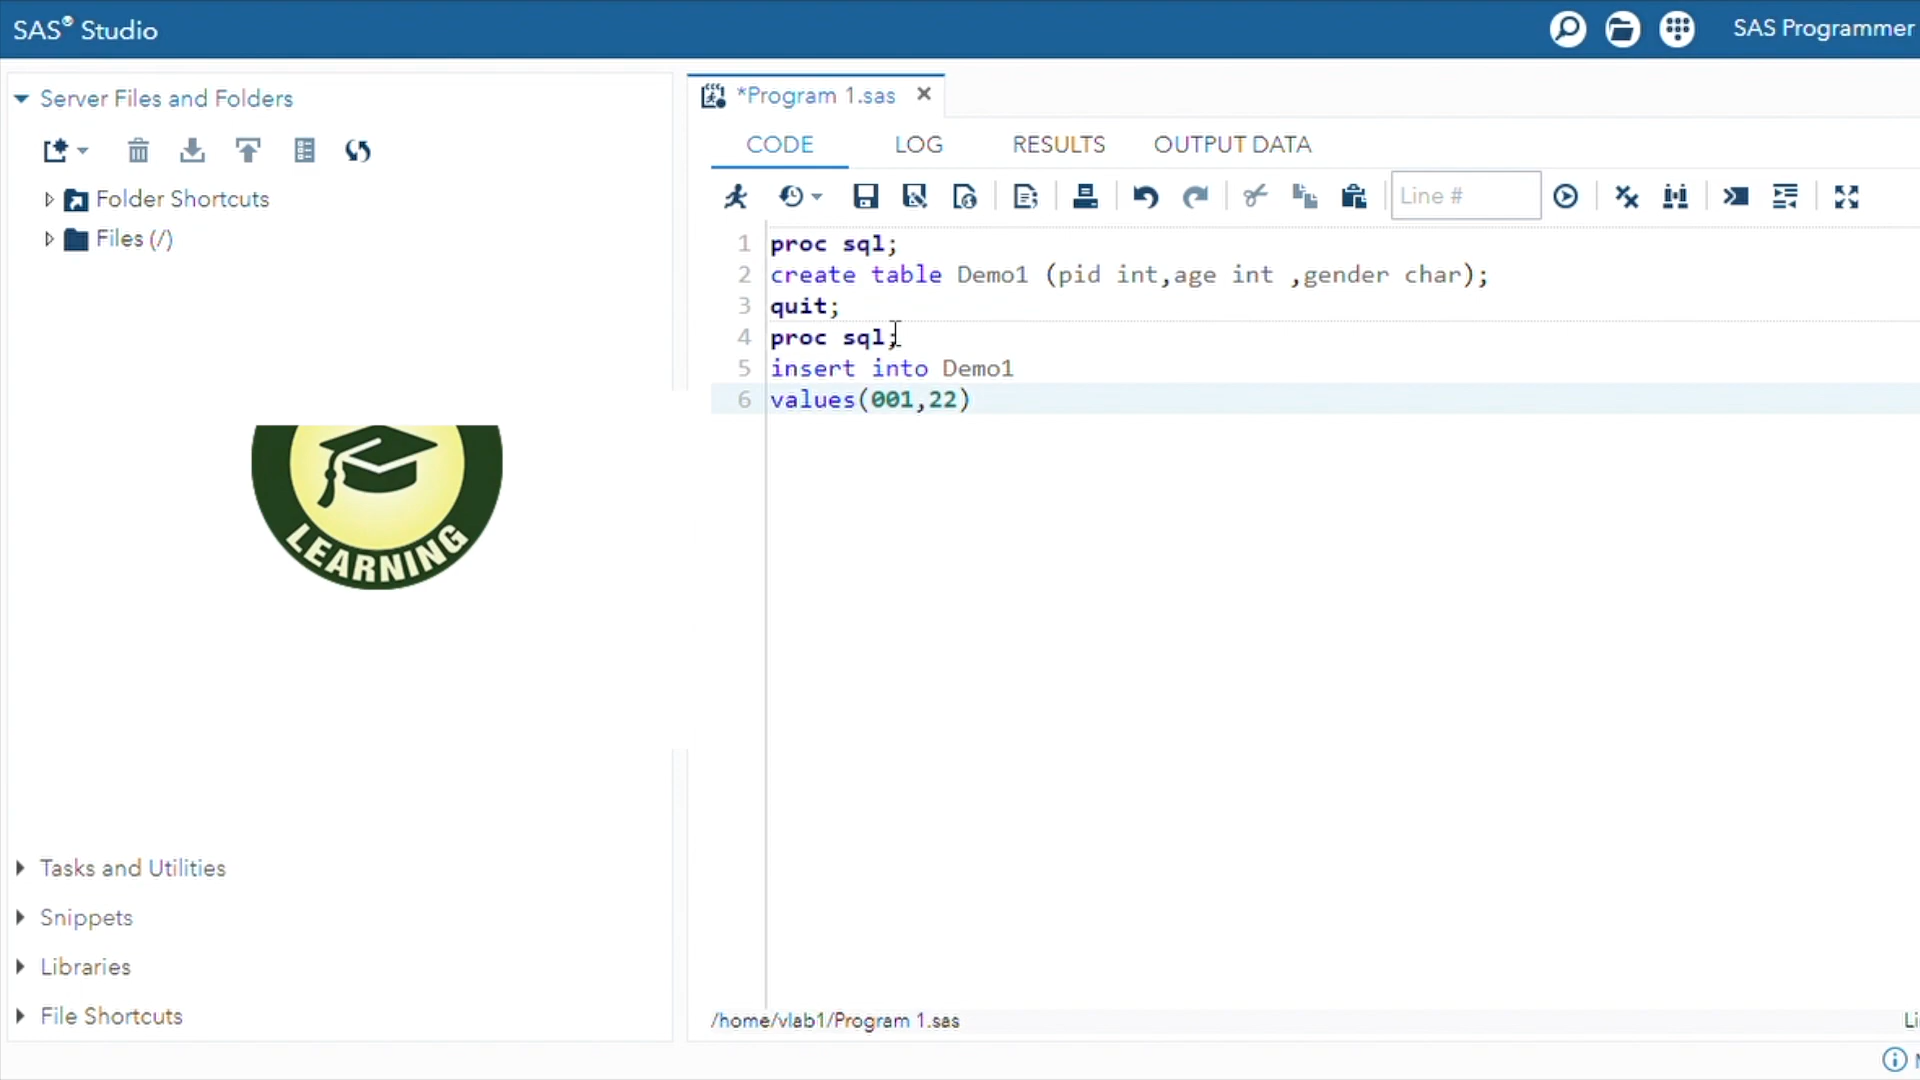 SAS® Studio
SAS Programmer
Server Files and Folders
Folder Shortcuts
Files (/)
LEARNING
Tasks and Utilities
Snippets
Libraries
File Shortcuts
*Program 1.sas
CODE LOG RESULTS OUTPUT DATA
Line #
1 proc sql;
2 create table Demo1 (pid int,age int ,gender char);
3 quit;
4 proc sql;
5 insert into Demo1
6 values(001,22)
/home/vlab1/Program 1.sas